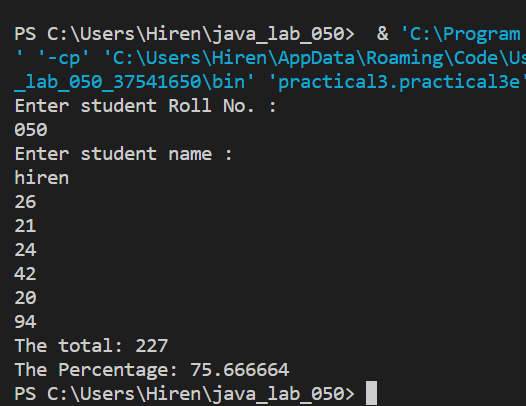 PS C:\Users\Hiren\java_lab_050>  & 'C:\Program
' '-cp' 'C:\Users\Hiren\AppData\Roaming\Code\Us
_lab_050_37541650\bin' 'practical3.practical3e'
Enter student Roll No. :
050
Enter student name :
hiren
26
21
24
42
20
94
The total: 227
The Percentage: 75.666664
PS C:\Users\Hiren\java_lab_050>